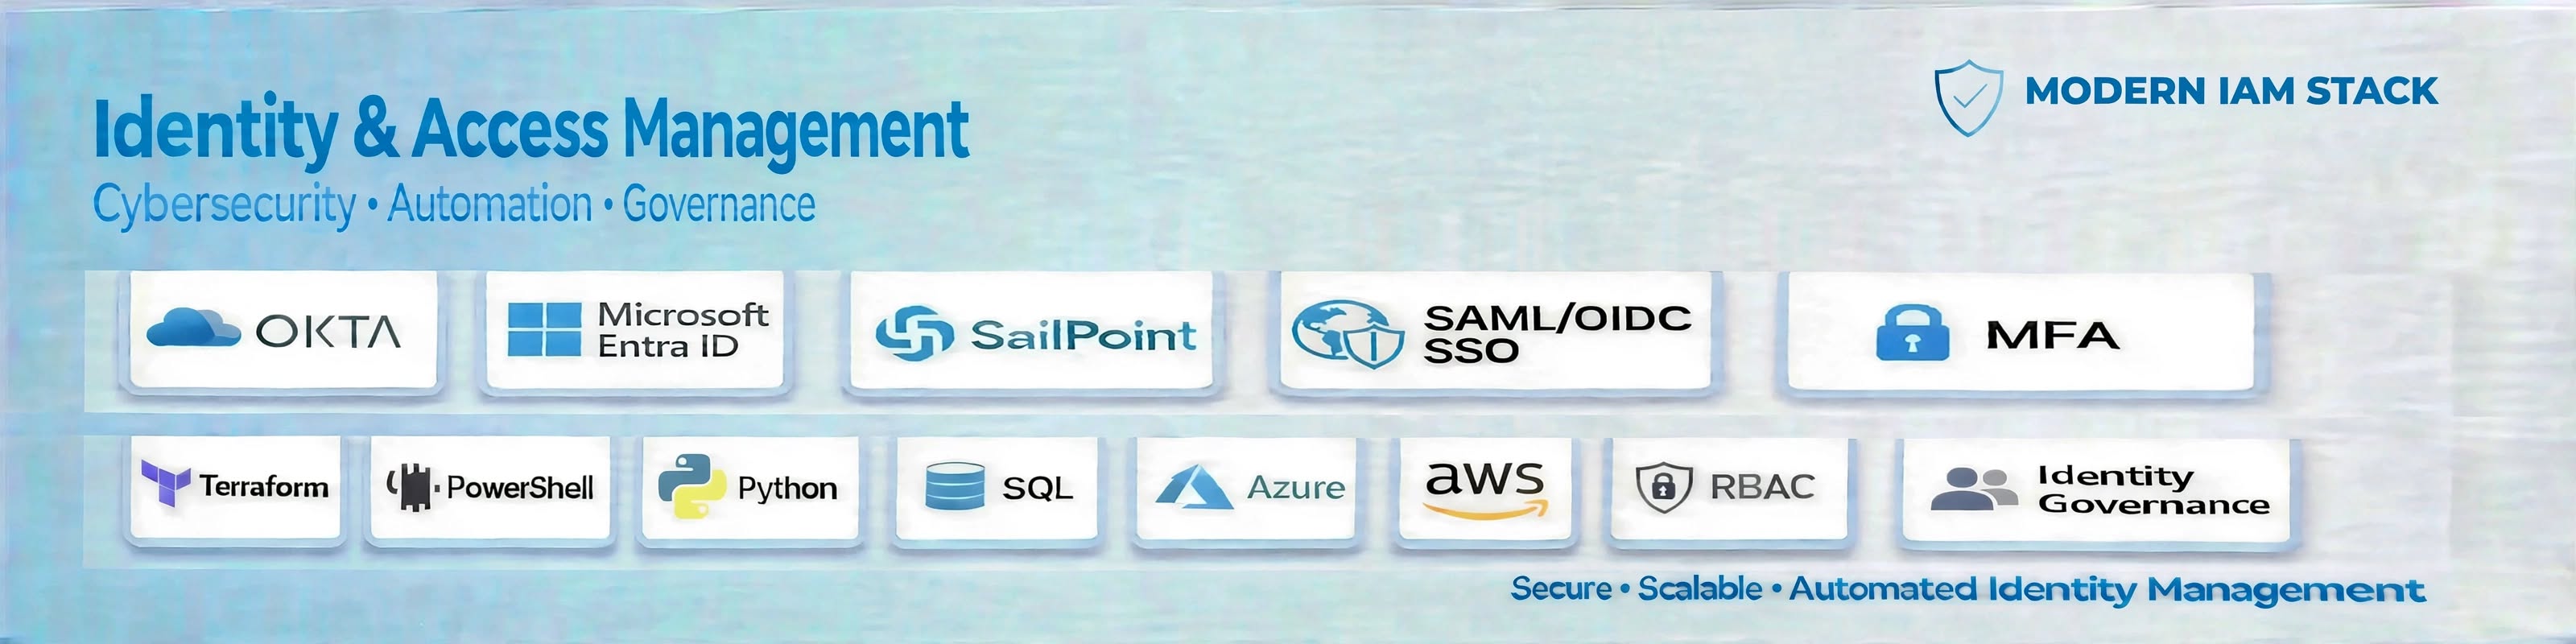 Identity & Access Management
Cybersecurity • Automation • Governance
MODERN IAM STACK
OKTA
Microsoft
Entra ID
SailPoint
SAML/OIDC
SSO
MFA
Terraform
PowerShell
Python
SQL
Azure
aws
RBAC
Identity
Governance
Secure • Scalable • Automated Identity Management